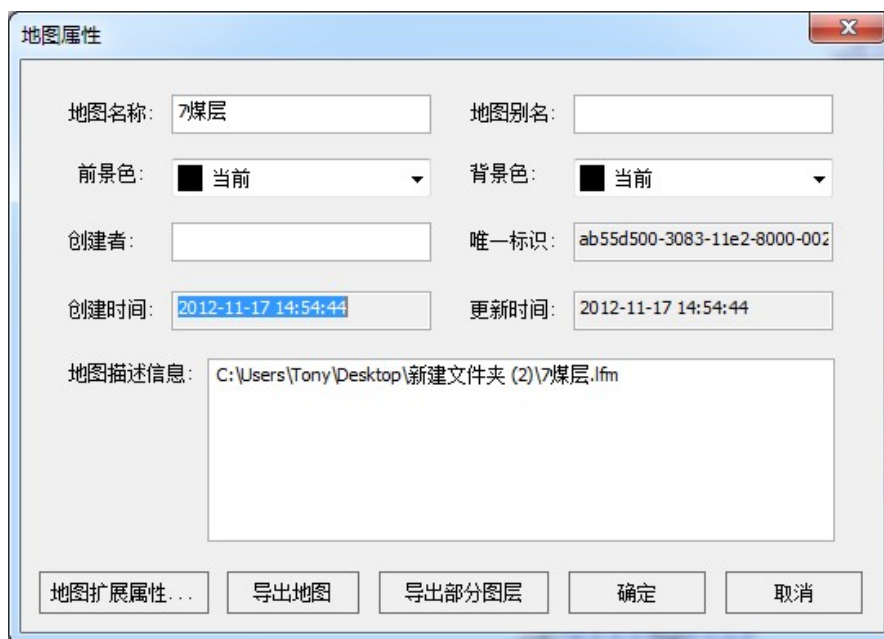 地图属性
地图名称: 7煤层 地图别名:
前景色: 当前 背景色: 当前
创建者: 唯一标识: ab55d500-3083-11e2-8000-002
创建时间: 2012-11-17 14:54:44 更新时间: 2012-11-17 14:54:44
地图描述信息: C:\Users\Tony\Desktop\新建文件夹 (2)\7煤层.lfm
地图扩展属性... 导出地图 导出部分图层 确定 取消